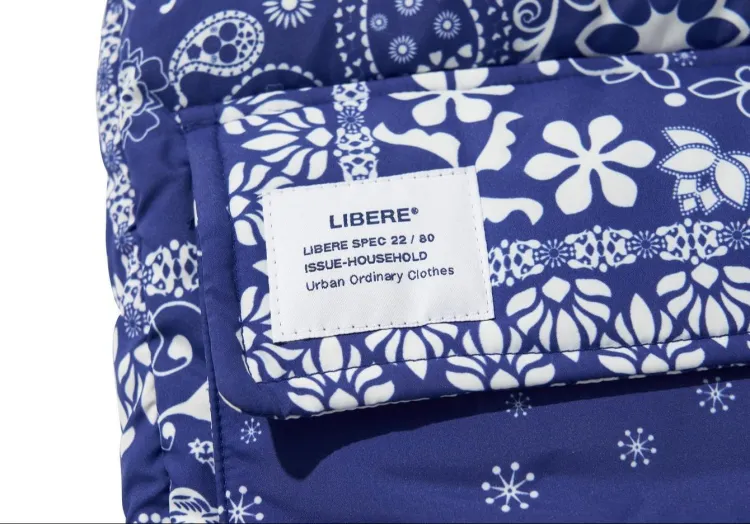 LIBERE®
LIBERE SPEC 22 / 80
ISSUE-HOUSEHOLD
Urban Ordinary Clothes